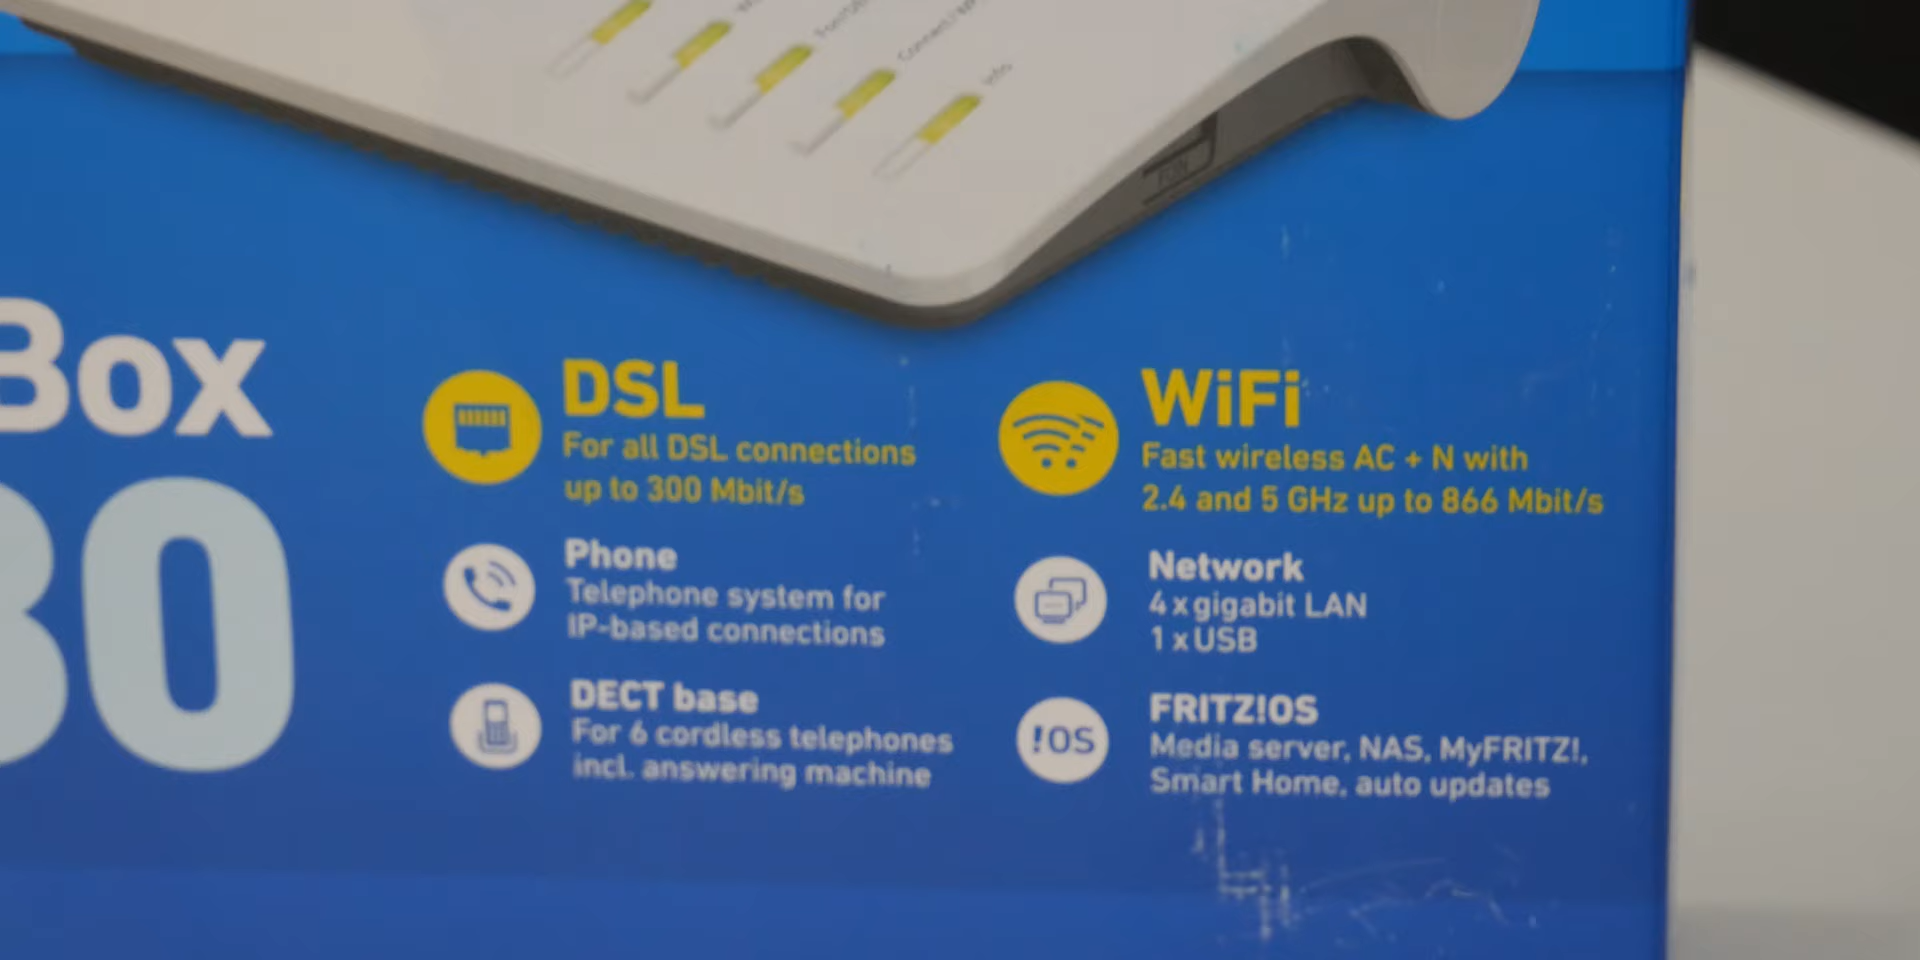 Info
FON
Box
30
DSL
For all DSL connections
up to 300 Mbit/s
WiFi
Fast wireless AC + N with
2.4 and 5 GHz up to 866 Mbit/s
Phone
Telephone system for
IP-based connections
Network
4 x gigabit LAN
1 x USB
DECT base
For 6 cordless telephones
incl. answering machine
!OS
FRITZ!OS
Media server, NAS, MyFRITZ!,
Smart Home, auto updates